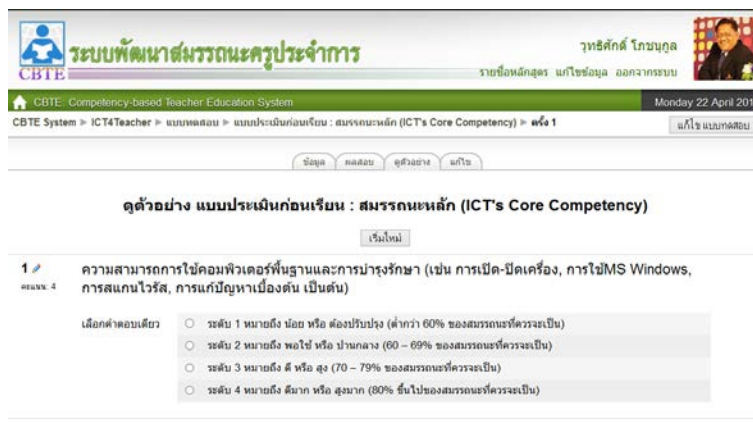 ระบบพัฒนาสมรรถนะครูประจำการ
CBTE
วุทธิศักดิ์ โภชนุกูล
รายชื่อหลักสูตร แก้ไขข้อมูล ออกจากระบบ
CBTE: Competency-based Teacher Education System
Monday 22 April 201
CBTE System ► ICT4Teacher ► แบบทดสอบ ► แบบประเมินก่อนเรียน : สมรรถนะหลัก (ICT's Core Competency) ► ครั้ง 1
แก้ไข แบบทดสอบ
ข้อมูล ผลสอบ ดูตัวอย่าง แก้ไข
ดูตัวอย่าง แบบประเมินก่อนเรียน : สมรรถนะหลัก (ICT's Core Competency)
เริ่มใหม่
1
คะแนน: 4
ความสามารถการใช้คอมพิวเตอร์พื้นฐานและการบำรุงรักษา (เช่น การเปิด-ปิดเครื่อง, การใช้MS Windows,
การสแกนไวรัส, การแก้ปัญหาเบื้องต้น เป็นต้น)
เลือกคำตอบเดียว
ระดับ 1 หมายถึง น้อย หรือ ต้องปรับปรุง (ต่ำกว่า 60% ของสมรรถนะที่ควรจะเป็น)
ระดับ 2 หมายถึง พอใช้ หรือ ปานกลาง (60 – 69% ของสมรรถนะที่ควรจะเป็น)
ระดับ 3 หมายถึง ดี หรือ สูง (70 – 79% ของสมรรถนะที่ควรจะเป็น)
ระดับ 4 หมายถึง ดีมาก หรือ สูงมาก (80% ขึ้นไปของสมรรถนะที่ควรจะเป็น)